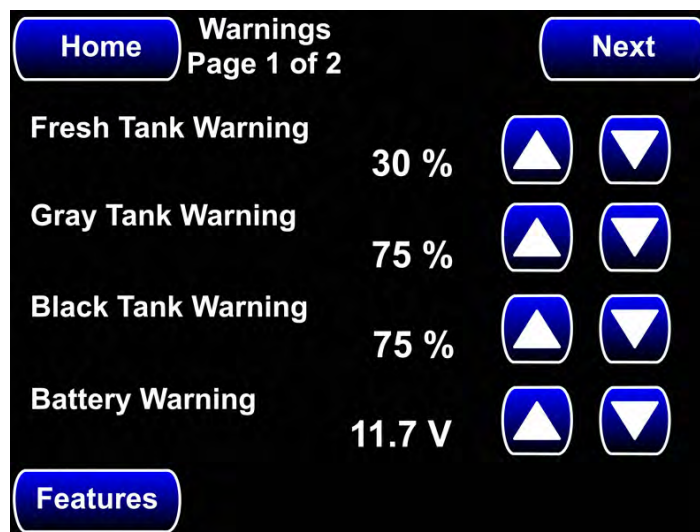 Home
Warnings
Page 1 of 2
Next
Fresh Tank Warning
30 %
Gray Tank Warning
75 %
Black Tank Warning
75 %
Battery Warning
11.7 V
Features